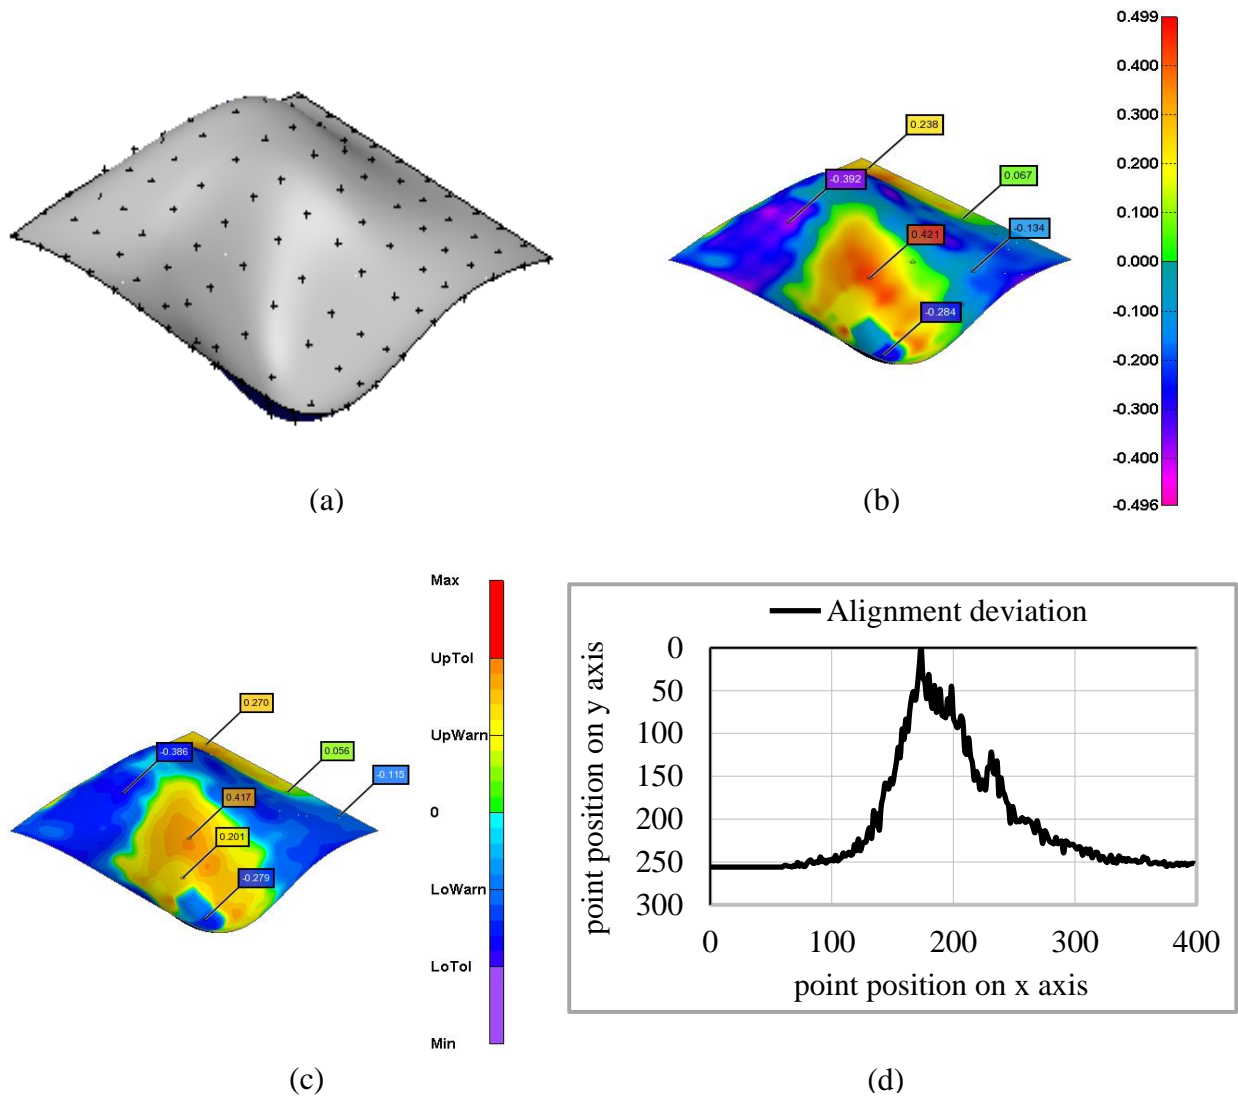 0.499
0.400
0.300
0.200
0.100
0.000
-0.100
-0.200
-0.300
-0.400
-0.496
0.238
-0.392
0.067
0.421
-0.134
-0.284
(a)
(b)
Max
UpTol
UpWarn
0
LoWarn
LoTol
Min
0.270
-0.386
0.056
-0.115
0.417
0.201
-0.279
(c)
Alignment deviation
point position on y axis
0
50
100
150
200
250
300
0 100 200 300 400
point position on x axis
(d)